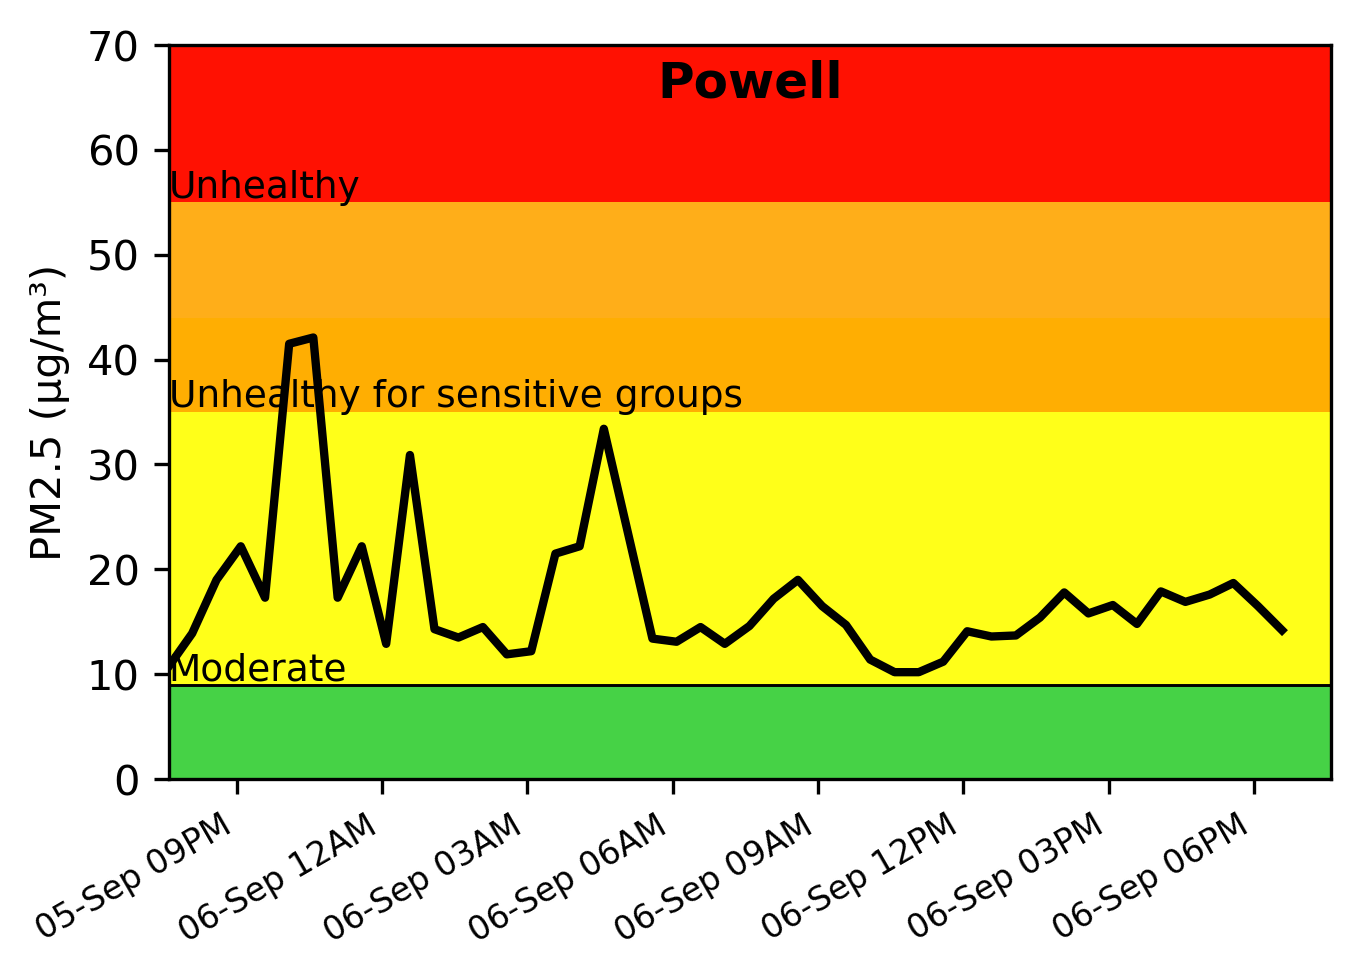 Powell
70
60
50
40
30
20
10
0
PM2.5 (µg/m³)
Unhealthy
Unhealthy for sensitive groups
Moderate
05-Sep 09PM
06-Sep 12AM
06-Sep 03AM
06-Sep 06AM
06-Sep 09AM
06-Sep 12PM
06-Sep 03PM
06-Sep 06PM